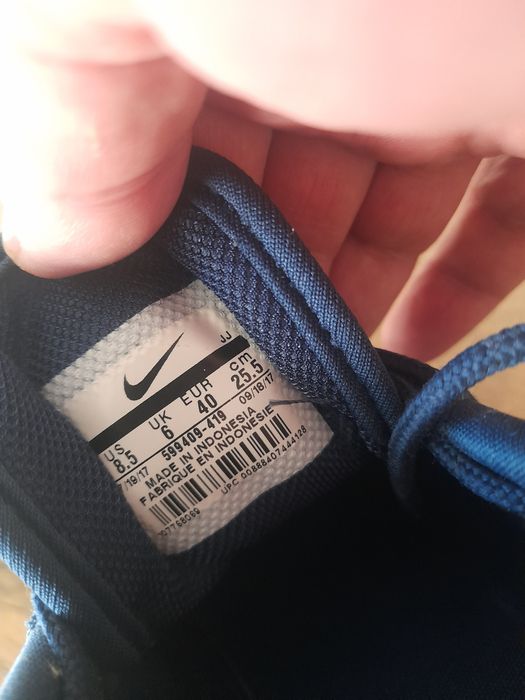 JJ
US UK EUR cm
8.5 6 40 25.5
/19/17 599409-419 09/18/17
MADE IN INDONESIA
FABRIQUE EN INDONÉSIE
UPC 00888407444128